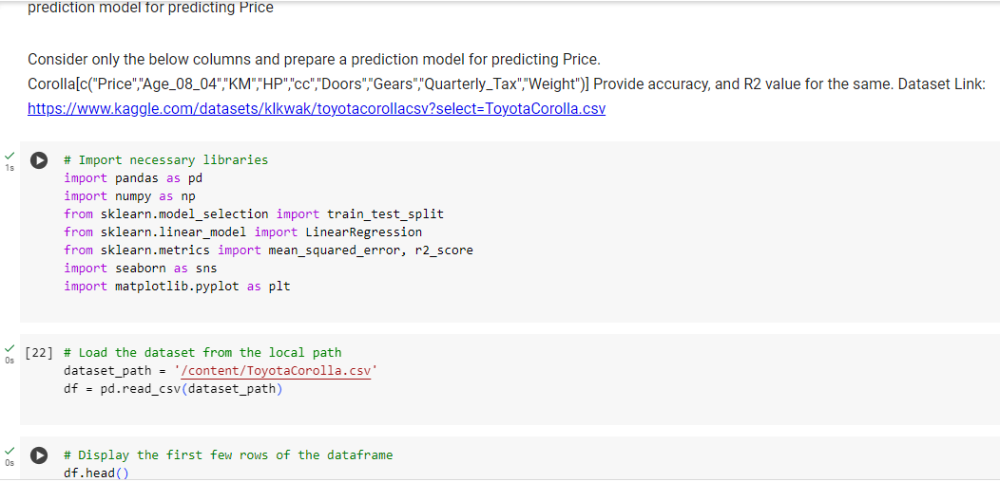 prediction model for predicting Price
Consider only the below columns and prepare a prediction model for predicting Price.
Corolla[c("Price","Age_08_04","KM","HP","cc","Doors","Gears","Quarterly_Tax","Weight")] Provide accuracy, and R2 value for the same. Dataset Link:
https://www.kaggle.com/datasets/klkwak/toyotacorollacsv?select=ToyotaCorolla.csv
1s
# Import necessary libraries
import pandas as pd
import numpy as np
from sklearn.model_selection import train_test_split
from sklearn.linear_model import LinearRegression
from sklearn.metrics import mean_squared_error, r2_score
import seaborn as sns
import matplotlib.pyplot as plt
0s
[22] # Load the dataset from the local path
dataset_path = '/content/ToyotaCorolla.csv'
df = pd.read_csv(dataset_path)
0s
# Display the first few rows of the dataframe
df.head()